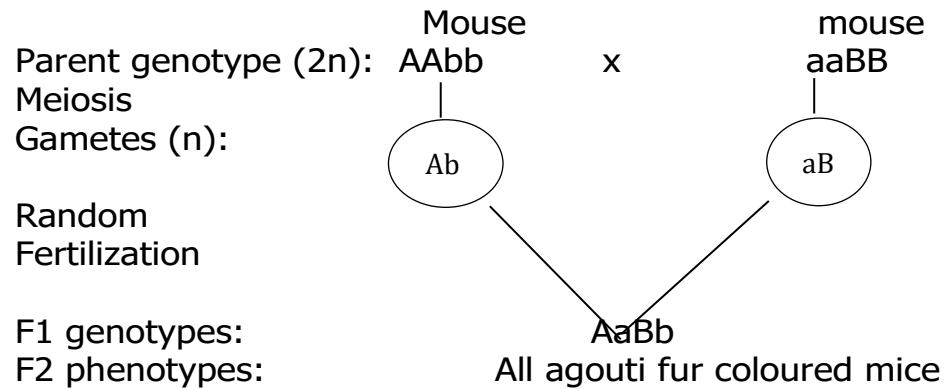 Mouse mouse
Parent genotype (2n): AAbb x aaBB
Meiosis
Gametes (n):
Ab aB
Random
Fertilization
F1 genotypes: AaBb
F2 phenotypes: All agouti fur coloured mice